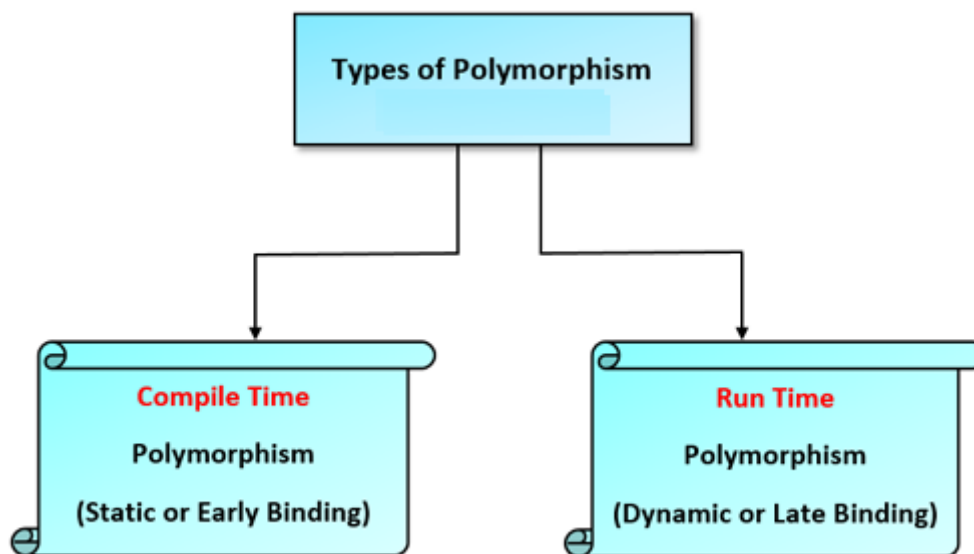 Types of Polymorphism
Compile Time
Polymorphism
(Static or Early Binding)
Run Time
Polymorphism
(Dynamic or Late Binding)